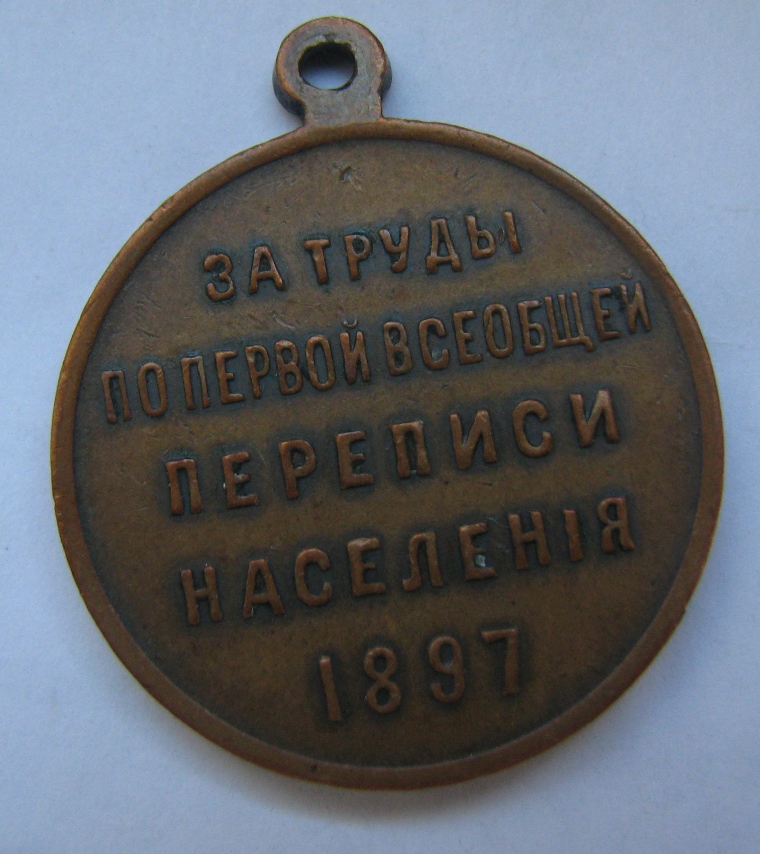 ЗА ТРУДЫ
ПО ПЕРВОЙ ВСЕОБЩЕЙ
ПЕРЕПИСИ
НАСЕЛЕНІЯ
1897